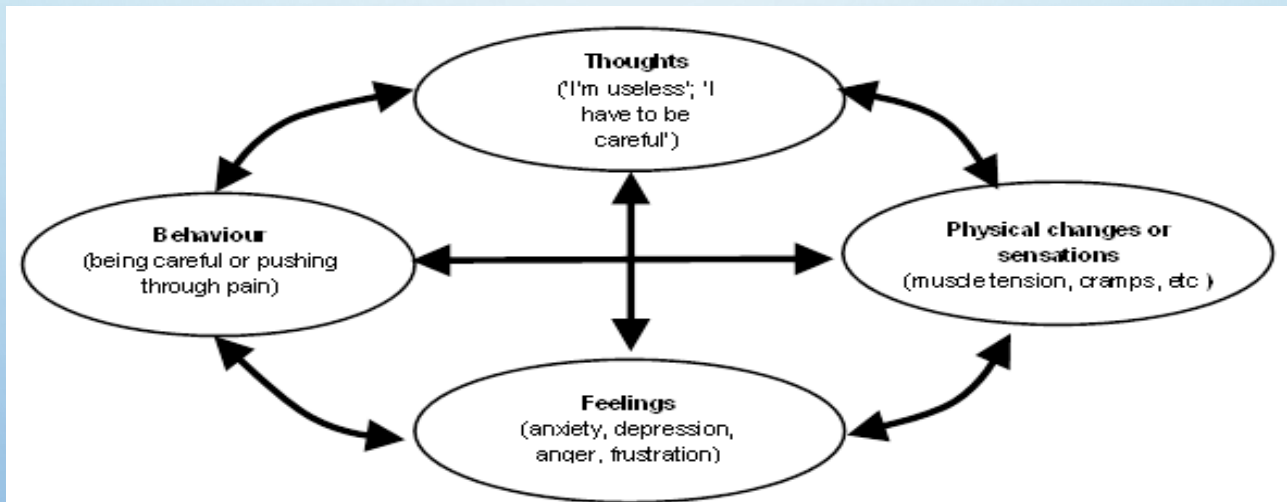 Thoughts
('I'm useless'; 'I
have to be
careful')
Behaviour
(being careful or pushing
through pain)
Physical changes or
sensations
(muscle tension, cramps, etc )
Feelings
(anxiety, depression,
anger, frustration)